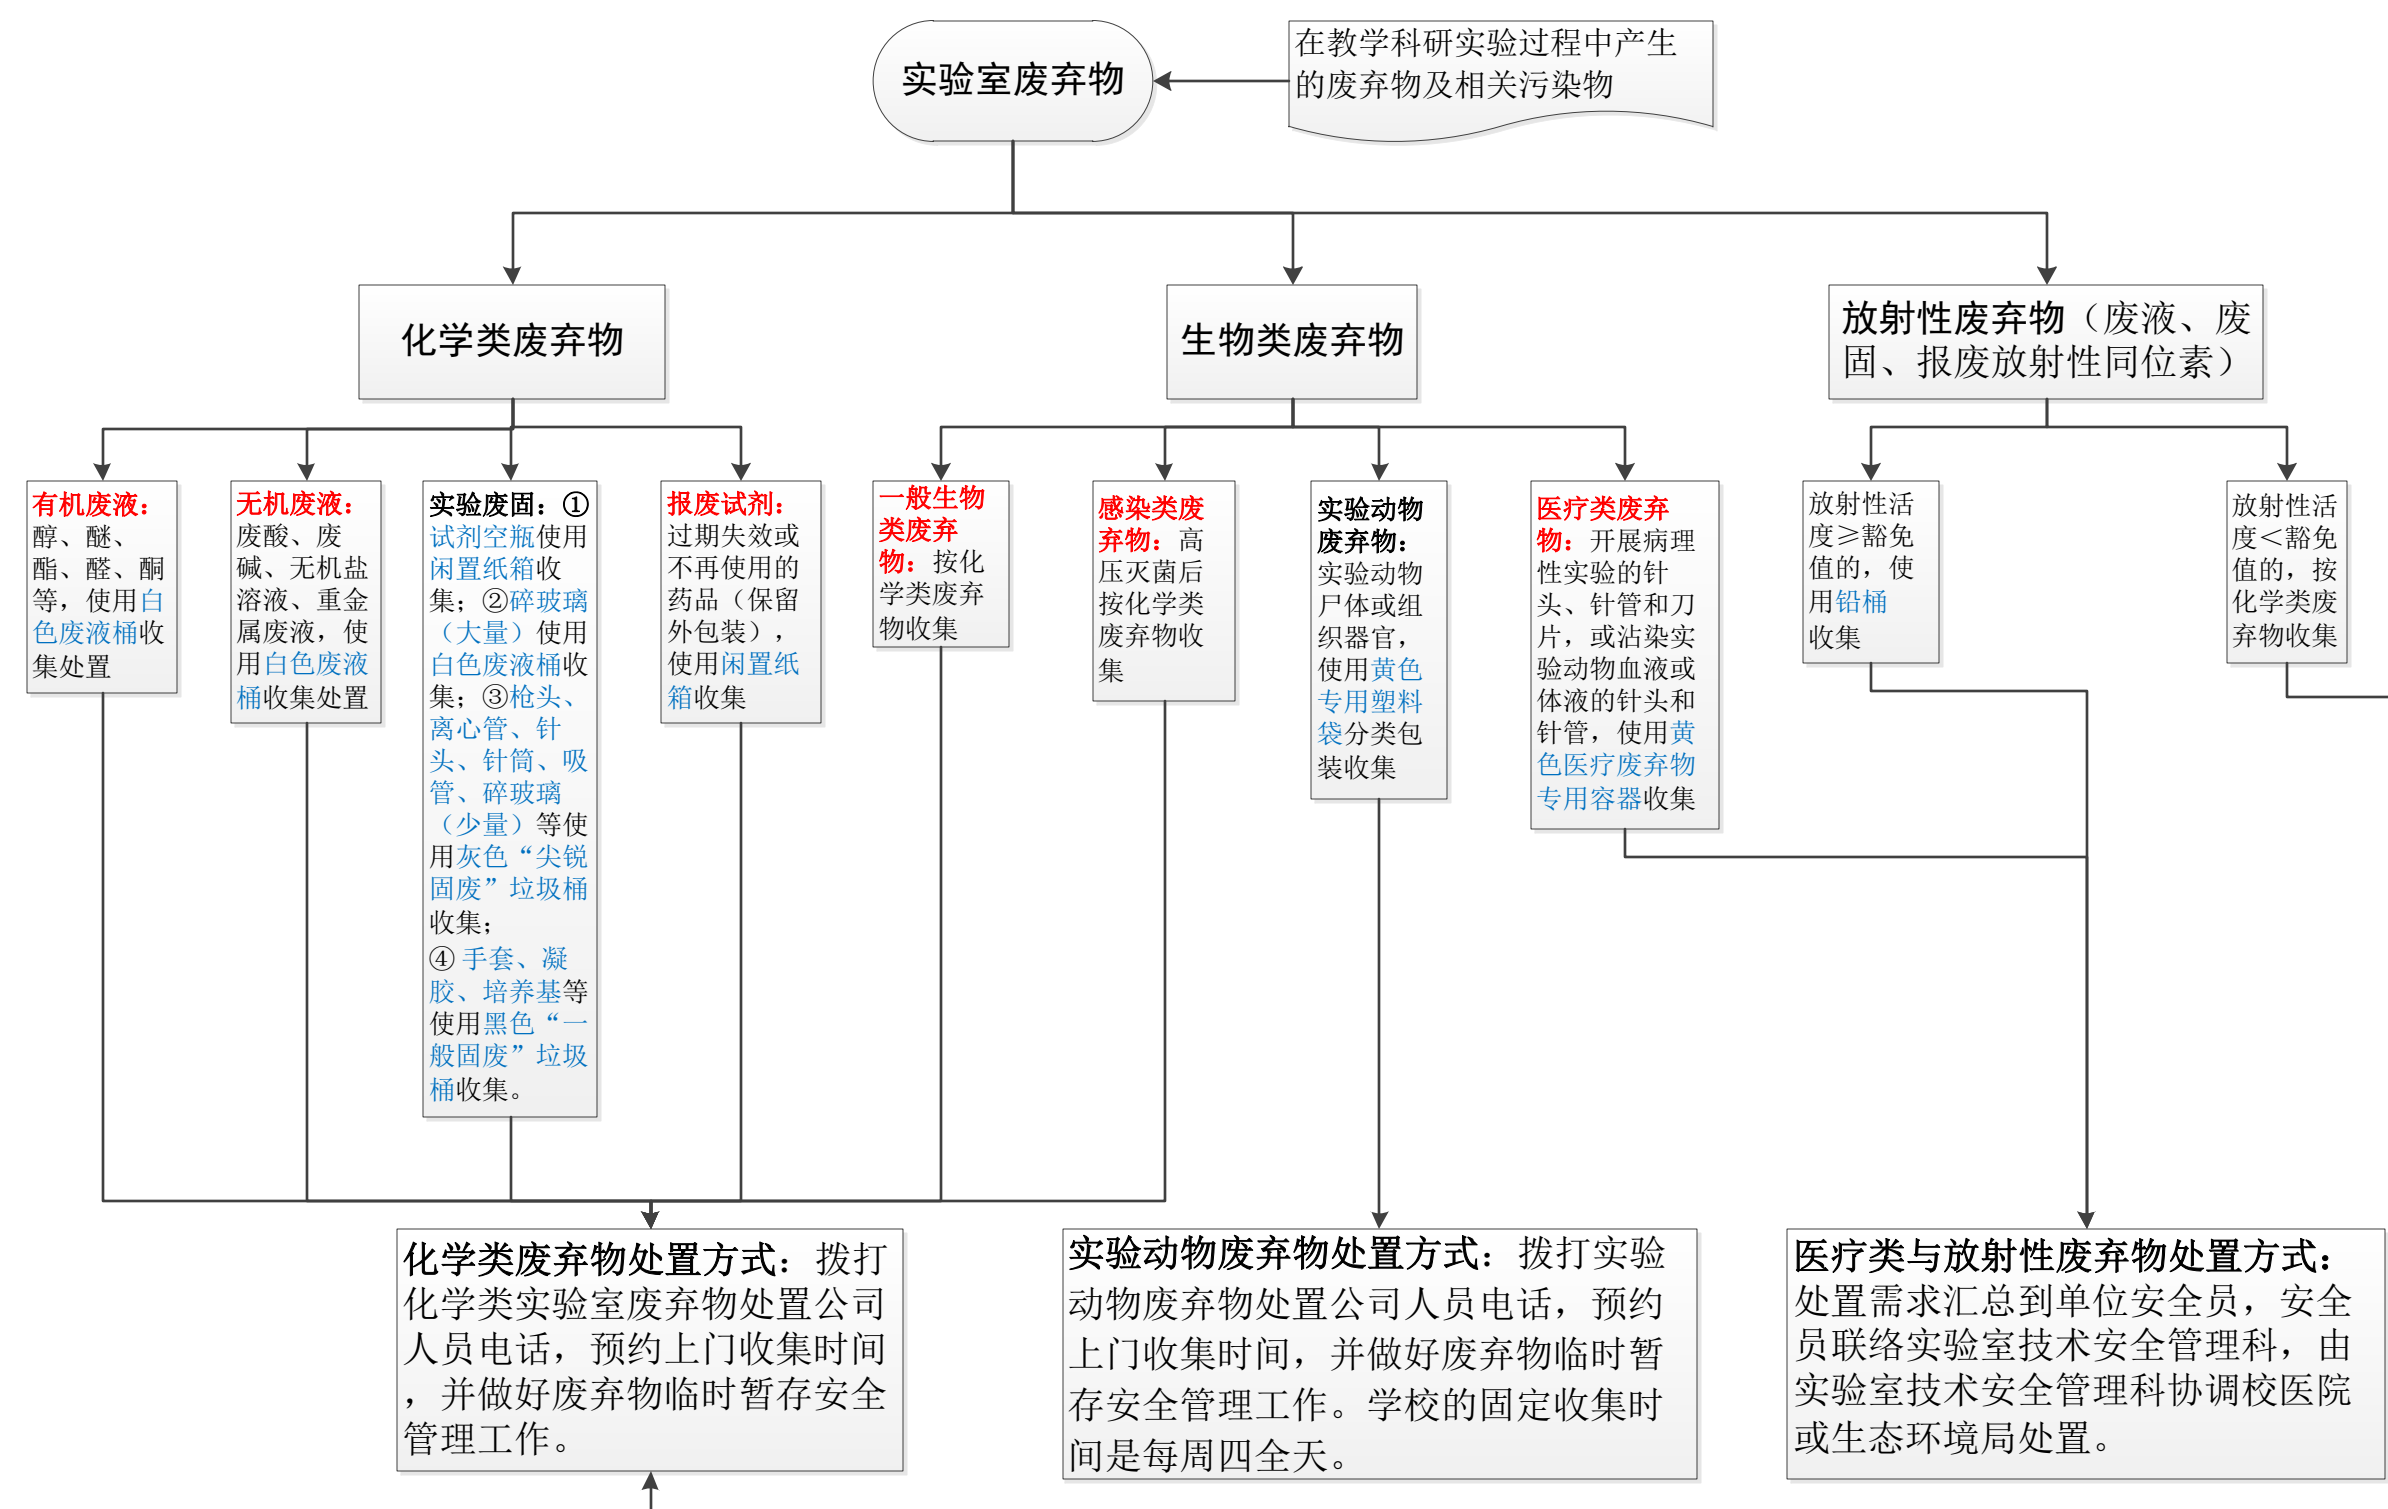 实验室废弃物
在教学科研实验过程中产生
的废弃物及相关污染物
化学类废弃物
生物类废弃物
放射性废弃物（废液、废
固、报废放射性同位素）
有机废液：
醇、醚、
酯、醛、酮
等，使用白
色废液桶收
集处置
无机废液：
废酸、废
碱、无机盐
溶液、重金
属废液，使
用白色废液
桶收集处置
实验废固：①
试剂空瓶使用
闲置纸箱收
集；②碎玻璃
（大量）使用
白色废液桶收
集；③枪头、
离心管、针
头、针筒、吸
管、碎玻璃
（少量）等使
用灰色“尖锐
固废”垃圾桶
收集；
④ 手套、凝
胶、培养基等
使用黑色“一
般固废”垃圾
桶收集。
报废试剂：
过期失效或
不再使用的
药品（保留
外包装），
使用闲置纸
箱收集
一般生物
类废弃
物：按化
学类废弃
物收集
感染类废
弃物：高
压灭菌后
按化学类
废弃物收
集
实验动物
废弃物：
实验动物
尸体或组
织器官，
使用黄色
专用塑料
袋分类包
装收集
医疗类废弃
物：开展病理
性实验的针
头、针管和刀
片，或沾染实
验动物血液或
体液的针头和
针管，使用黄
色医疗废弃物
专用容器收集
放射性活
度≥豁免
值的，使
用铅桶
收集
放射性活
度＜豁免
值的，按
化学类废
弃物收集
化学类废弃物处置方式：拨打
化学类实验室废弃物处置公司
人员电话，预约上门收集时间
，并做好废弃物临时暂存安全
管理工作。
实验动物废弃物处置方式：拨打实验
动物废弃物处置公司人员电话，预约
上门收集时间，并做好废弃物临时暂
存安全管理工作。学校的固定收集时
间是每周四全天。
医疗类与放射性废弃物处置方式：
处置需求汇总到单位安全员，安全
员联络实验室技术安全管理科，由
实验室技术安全管理科协调校医院
或生态环境局处置。